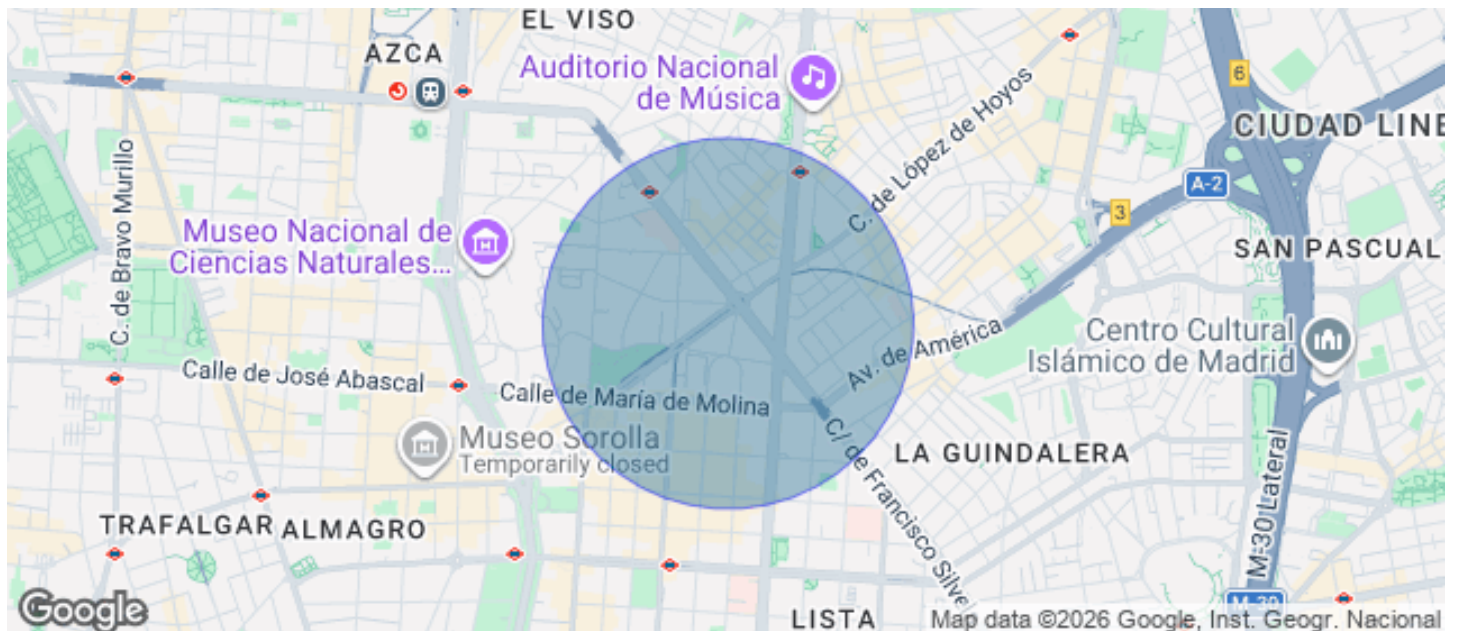 EL VISO
AZCA
Auditorio Nacional
de Música
C. de López de Hoyos
6
CIUDAD LINE
A-2
3
C. de Bravo Murillo
Museo Nacional de
Ciencias Naturales...
SAN PASCUAL
Centro Cultural
Islámico de Madrid
Av. de América
Calle de José Abascal
Calle de María de Molina
Museo Sorolla
Temporarily closed
C/ de Francisco Silve
LA GUINDALERA
M-30 Lateral
TRAFALGAR
ALMAGRO
M-30
LISTA
Google
Map data ©2026 Google, Inst. Geogr. Nacional